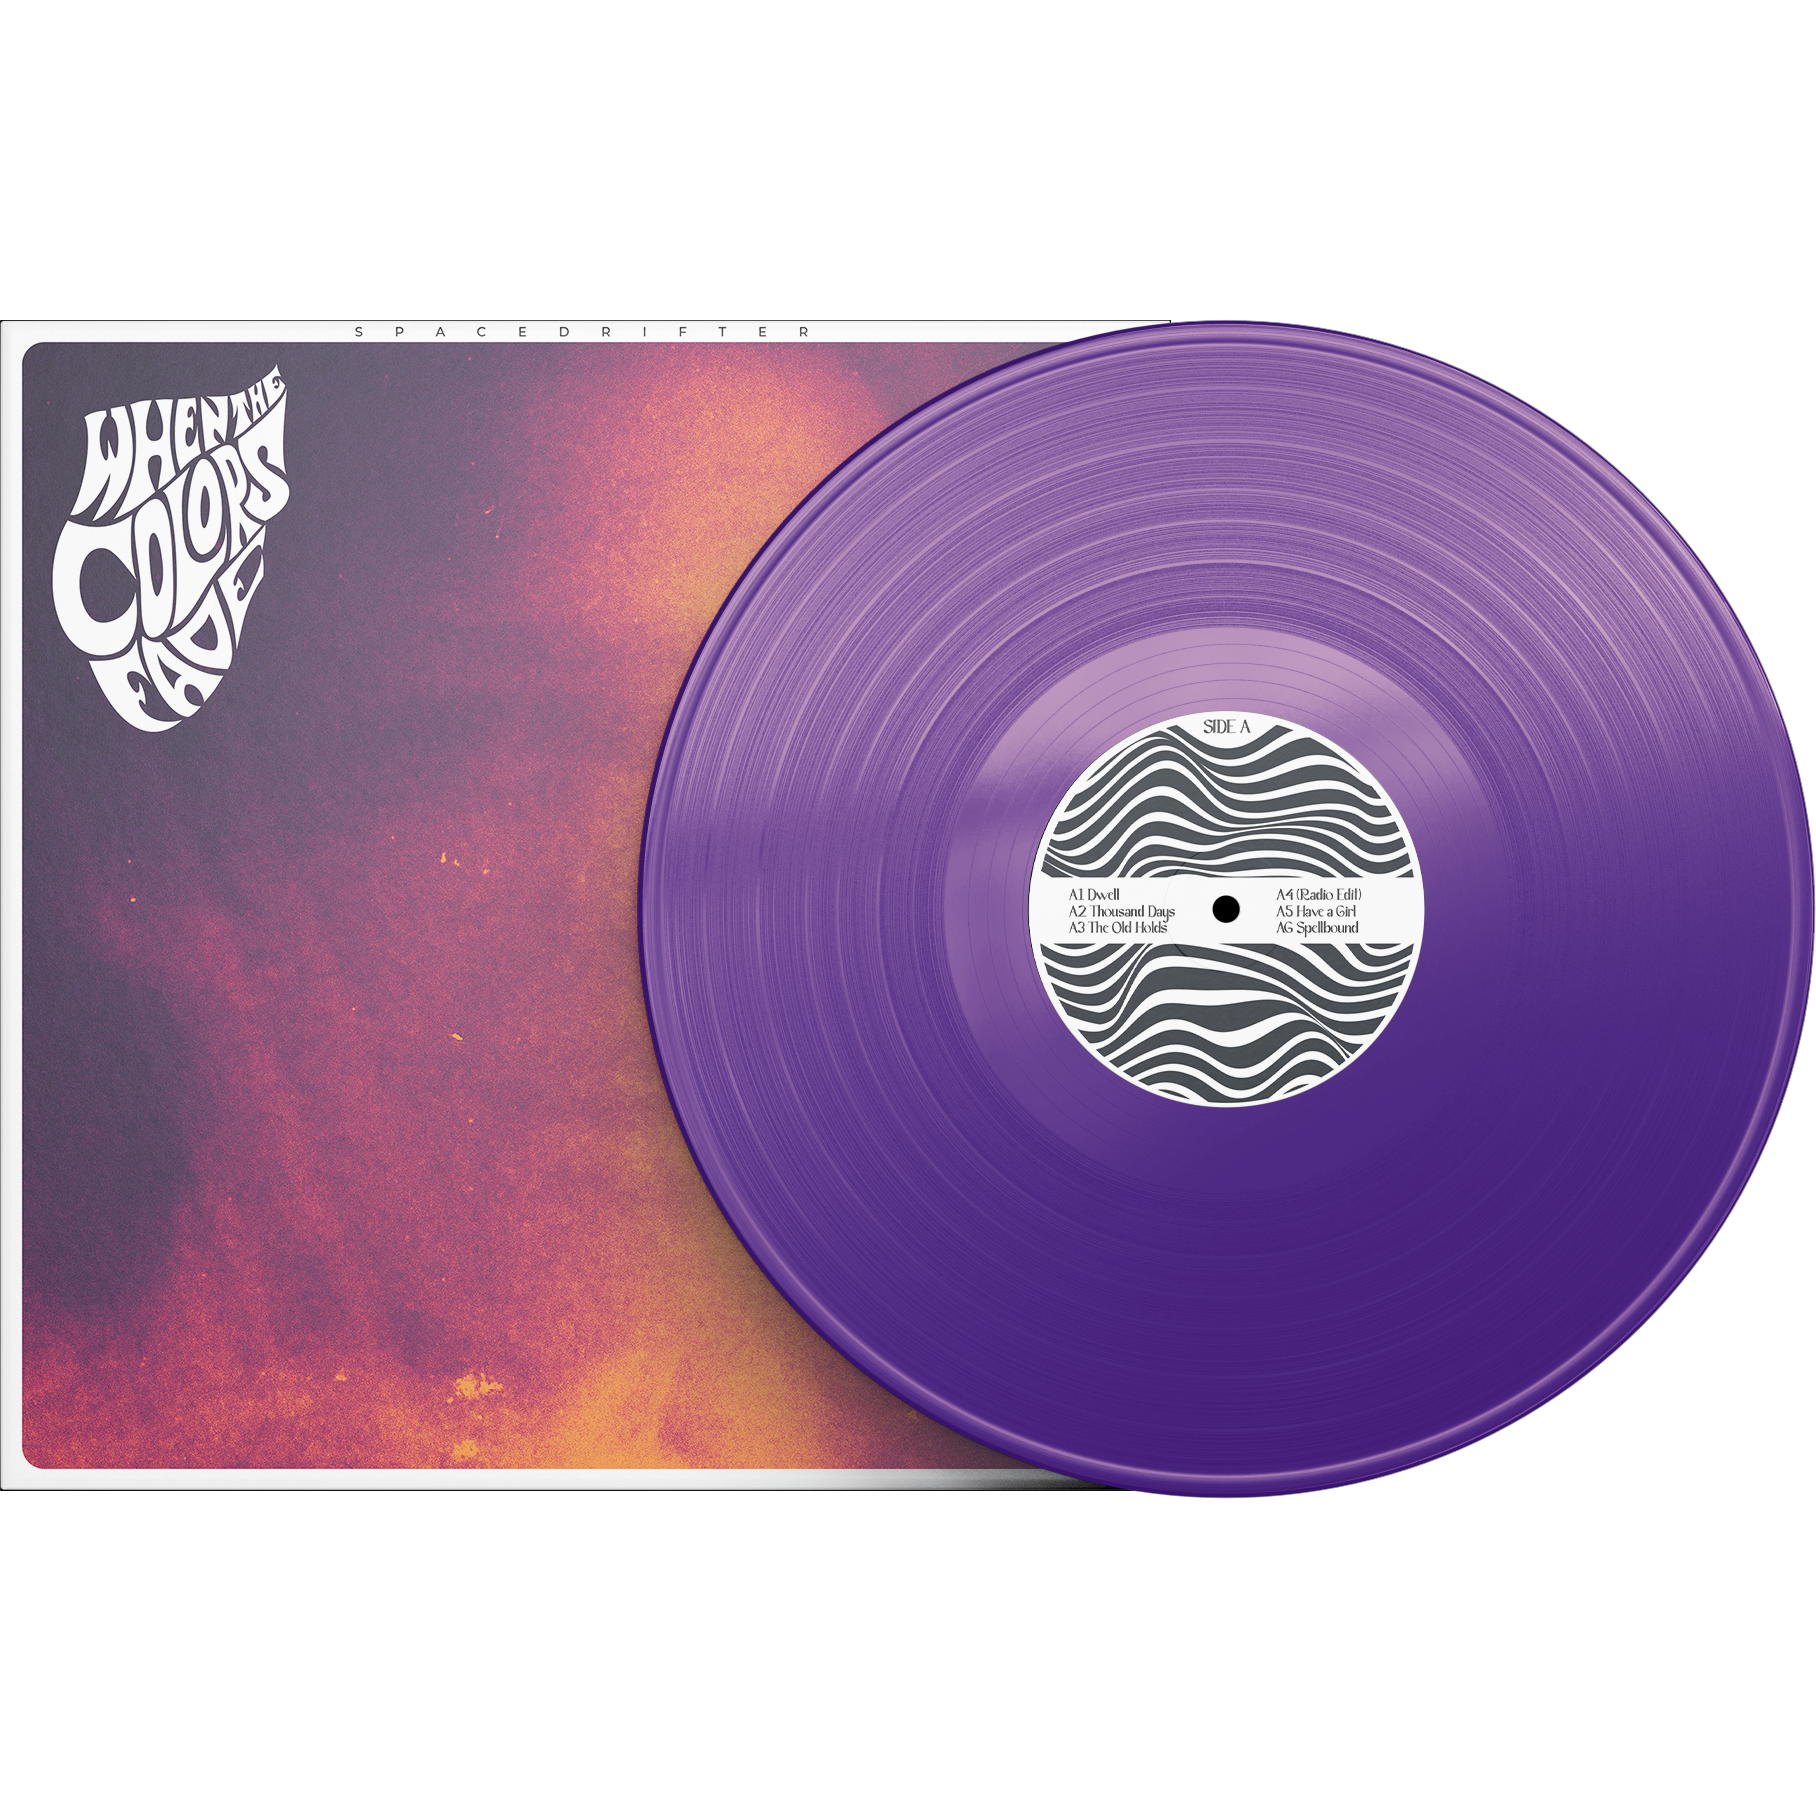 SPACEDRIFTER
WHEN THE
COLORS
FADE
SIDE A
A1 Dwell
A2 Thousand Days
A3 The Old Holds
A4 (Radio Edit)
A5 Have a Girl
A6 Spellbound